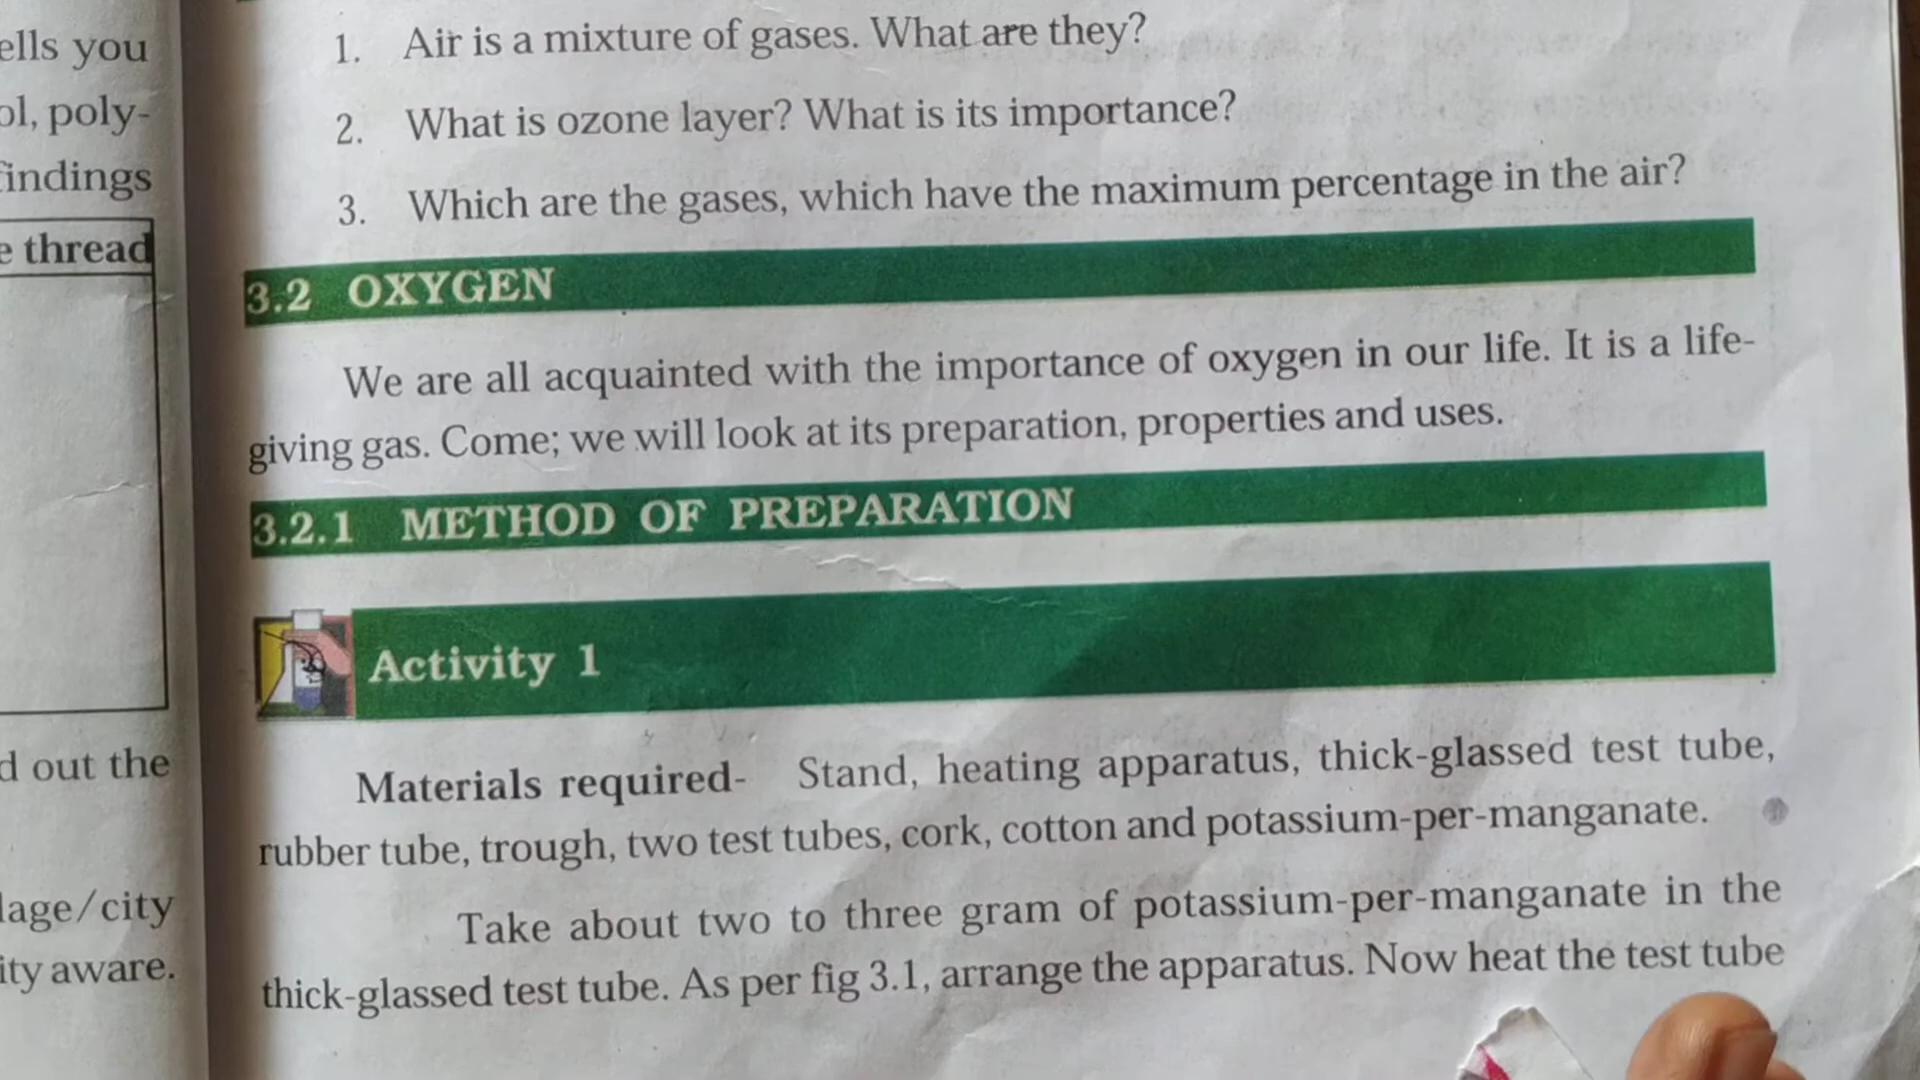 ells you
ol, poly-
findings
e thread
d out the
lage/city
ity aware.
1. Air is a mixture of gases. What are they?
2. What is ozone layer? What is its importance?
3. Which are the gases, which have the maximum percentage in the air?
3.2 OXYGEN
We are all acquainted with the importance of oxygen in our life. It is a life-
giving gas. Come; we will look at its preparation, properties and uses.
3.2.1 METHOD OF PREPARATION
Activity 1
Materials required- Stand, heating apparatus, thick-glassed test tube,
rubber tube, trough, two test tubes, cork, cotton and potassium-per-manganate.
Take about two to three gram of potassium-per-manganate in the
thick-glassed test tube. As per fig 3.1, arrange the apparatus. Now heat the test tube